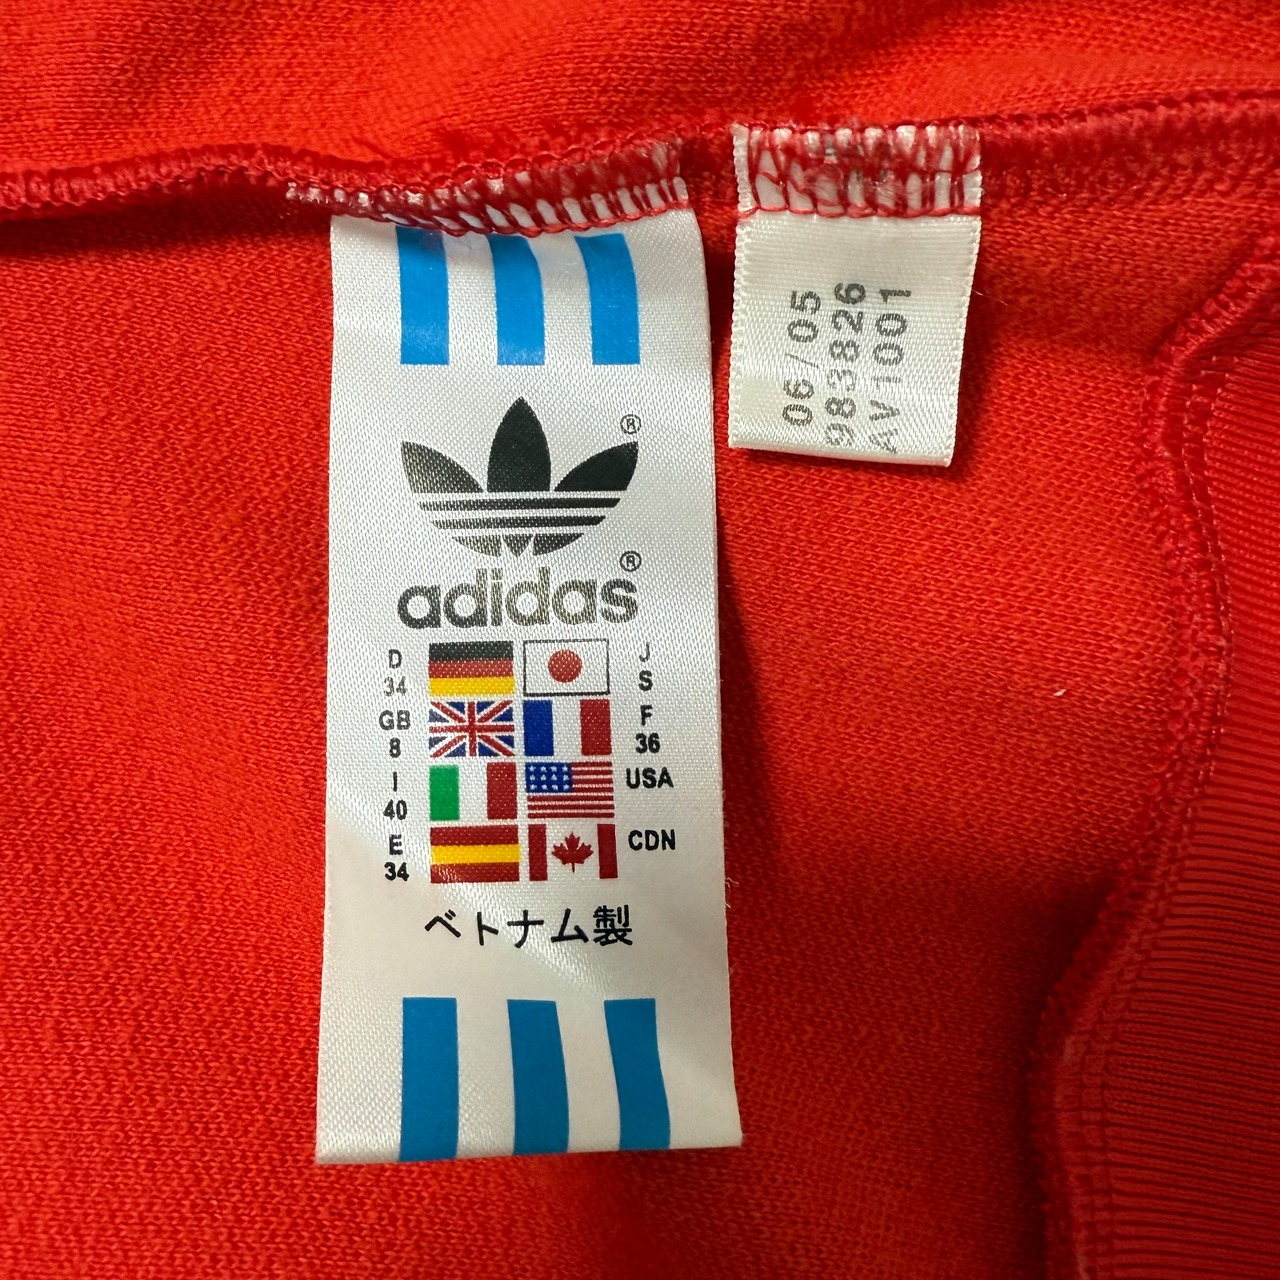 ®
adidas®
D 34 J S
GB 8 F 36
I 40 USA
E 34 CDN
ベトナム製
06/05
983826
AV1001